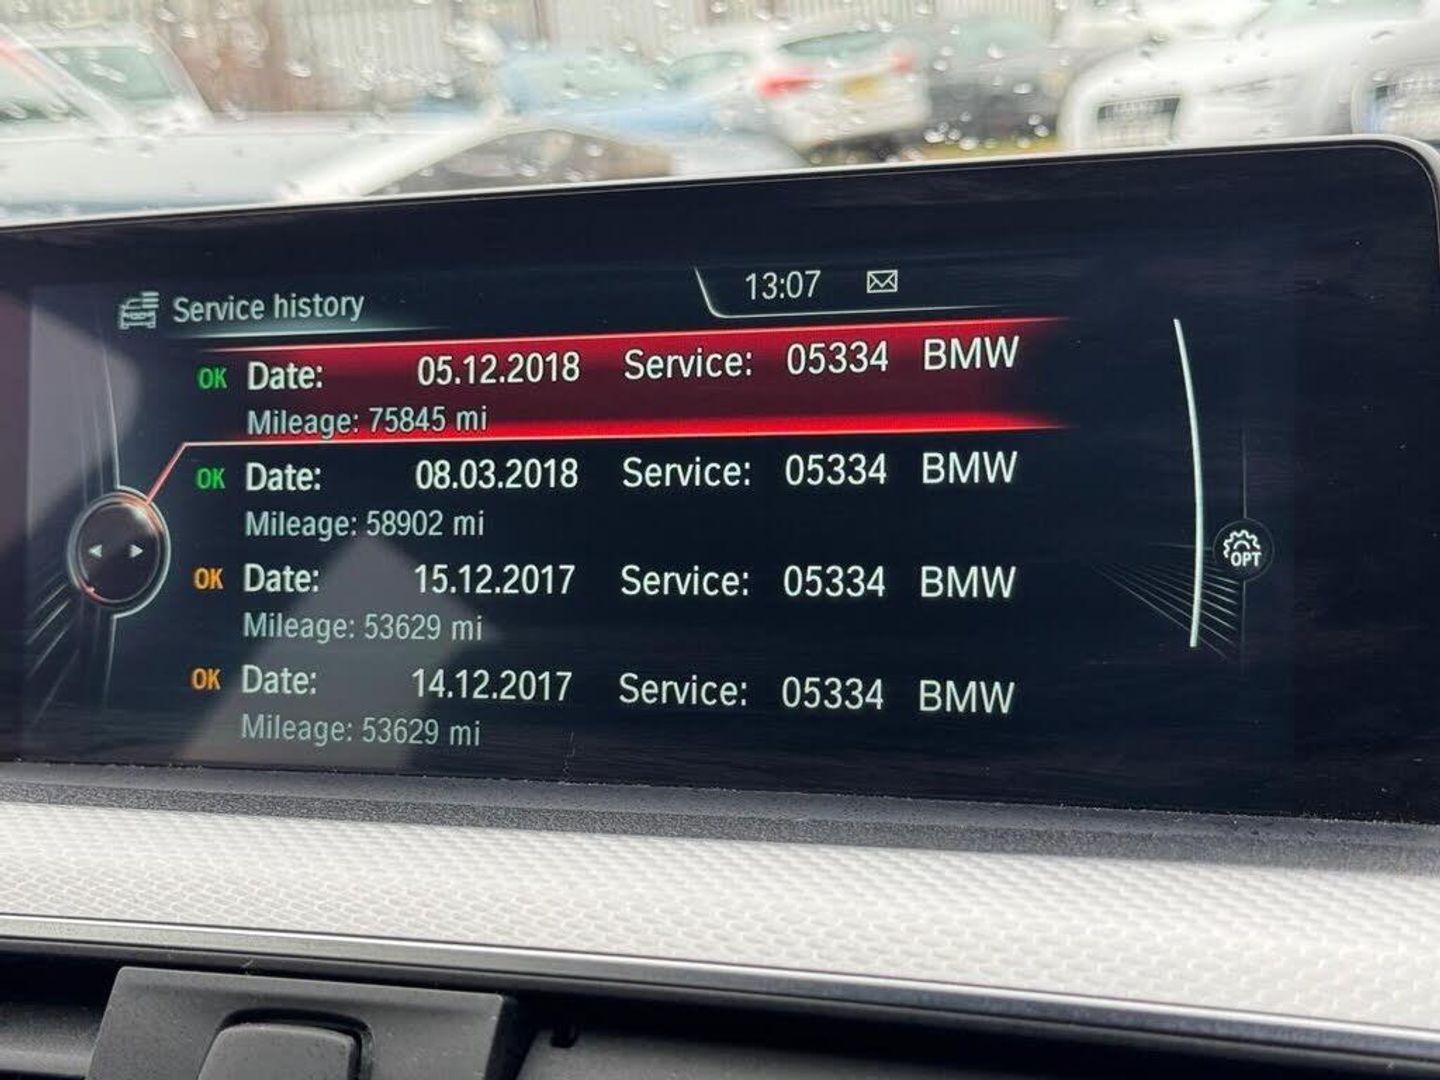 Service history
13:07
OK Date: 05.12.2018 Service: 05334 BMW
Mileage: 75845 mi
OK Date: 08.03.2018 Service: 05334 BMW
Mileage: 58902 mi
OK Date: 15.12.2017 Service: 05334 BMW
Mileage: 53629 mi
OPT
OK Date: 14.12.2017 Service: 05334 BMW
Mileage: 53629 mi